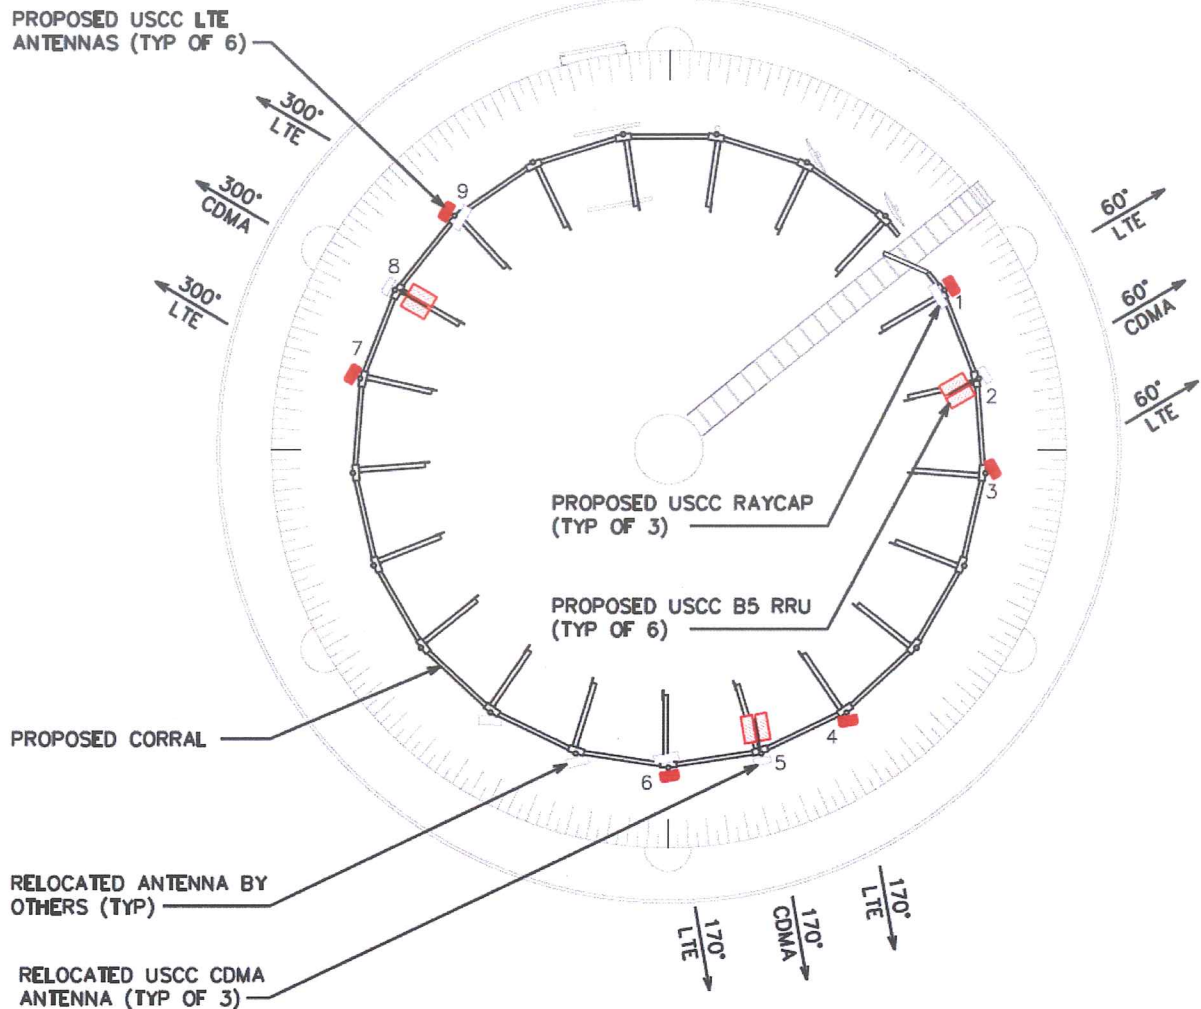 PROPOSED USCC LTE
ANTENNAS (TYP OF 6)
300°
LTE
300°
CDMA
300°
LTE
9
8
7
60°
LTE
60°
CDMA
60°
LTE
1
2
3
PROPOSED USCC RAYCAP
(TYP OF 3)
PROPOSED USCC B5 RRU
(TYP OF 6)
PROPOSED CORRAL
4
5
6
RELOCATED ANTENNA BY
OTHERS (TYP)
170°
LTE
170°
CDMA
170°
LTE
RELOCATED USCC CDMA
ANTENNA (TYP OF 3)